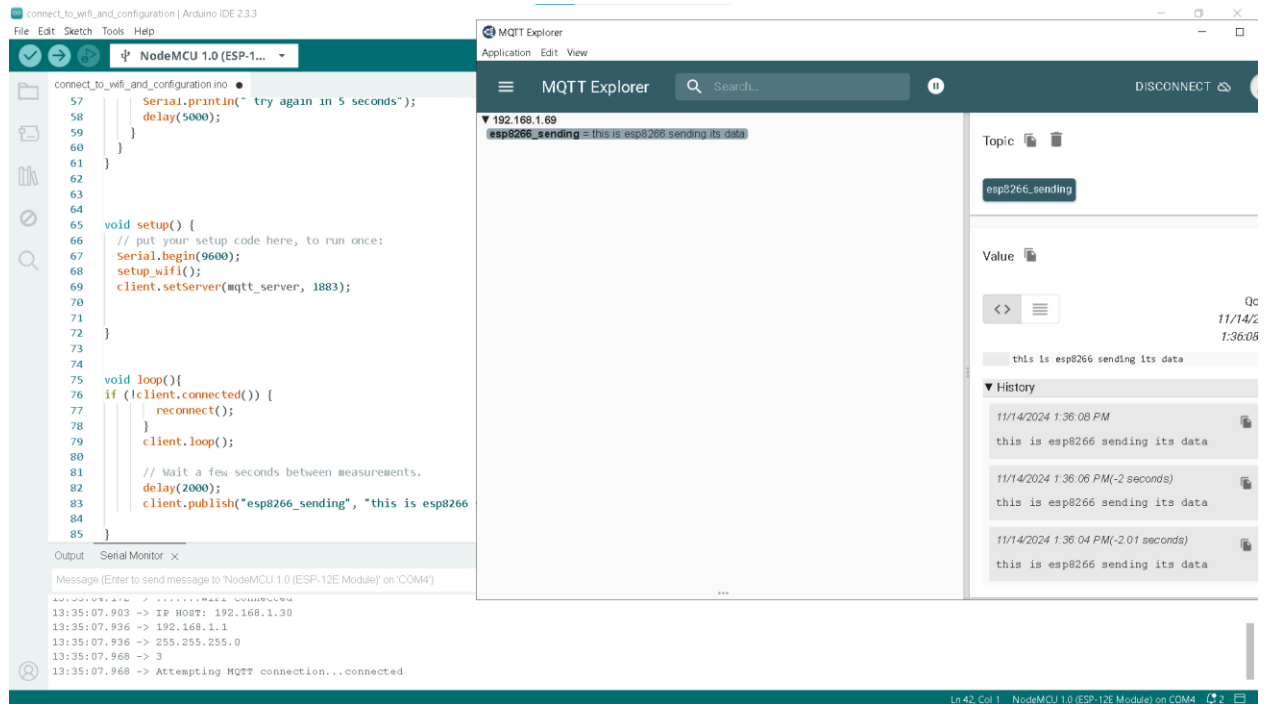 connect_to_wifi_and_configuration | Arduino IDE 2.3.3
File Edit Sketch Tools Help
NodeMCU 1.0 (ESP-1...
connect_to_wifi_and_configuration.ino
57 Serial.println(" try again in 5 seconds");
58 delay(5000);
59 }
60 }
61 }
62
63
64
65 void setup() {
66 // put your setup code here, to run once:
67 Serial.begin(9600);
68 setup_wifi();
69 client.setServer(mqtt_server, 1883);
70
71
72 }
73
74
75 void loop(){
76 if (!client.connected()) {
77 reconnect();
78 }
79 client.loop();
80
81 // Wait a few seconds between measurements.
82 delay(2000);
83 client.publish("esp8266_sending", "this is esp8266
84
85 }
Output Serial Monitor
Message (Enter to send message to 'NodeMCU 1.0 (ESP-12E Module)' on 'COM4')
13:35:07.903 -> IP HOST: 192.168.1.30
13:35:07.936 -> 192.168.1.1
13:35:07.936 -> 255.255.255.0
13:35:07.968 -> 3
13:35:07.968 -> Attempting MQTT connection...connected
Ln 42, Col 1 NodeMCU 1.0 (ESP-12E Module) on COM4 2
MQTT Explorer
Application Edit View
MQTT Explorer
Search...
DISCONNECT
192.168.1.69
esp8266_sending = this is esp8266 sending its data
Topic
esp8266_sending
Value
11/14/2
1:36:08
this is esp8266 sending its data
History
11/14/2024 1:36:08 PM
this is esp8266 sending its data
11/14/2024 1:36:06 PM(-2 seconds)
this is esp8266 sending its data
11/14/2024 1:36:04 PM(-2.01 seconds)
this is esp8266 sending its data